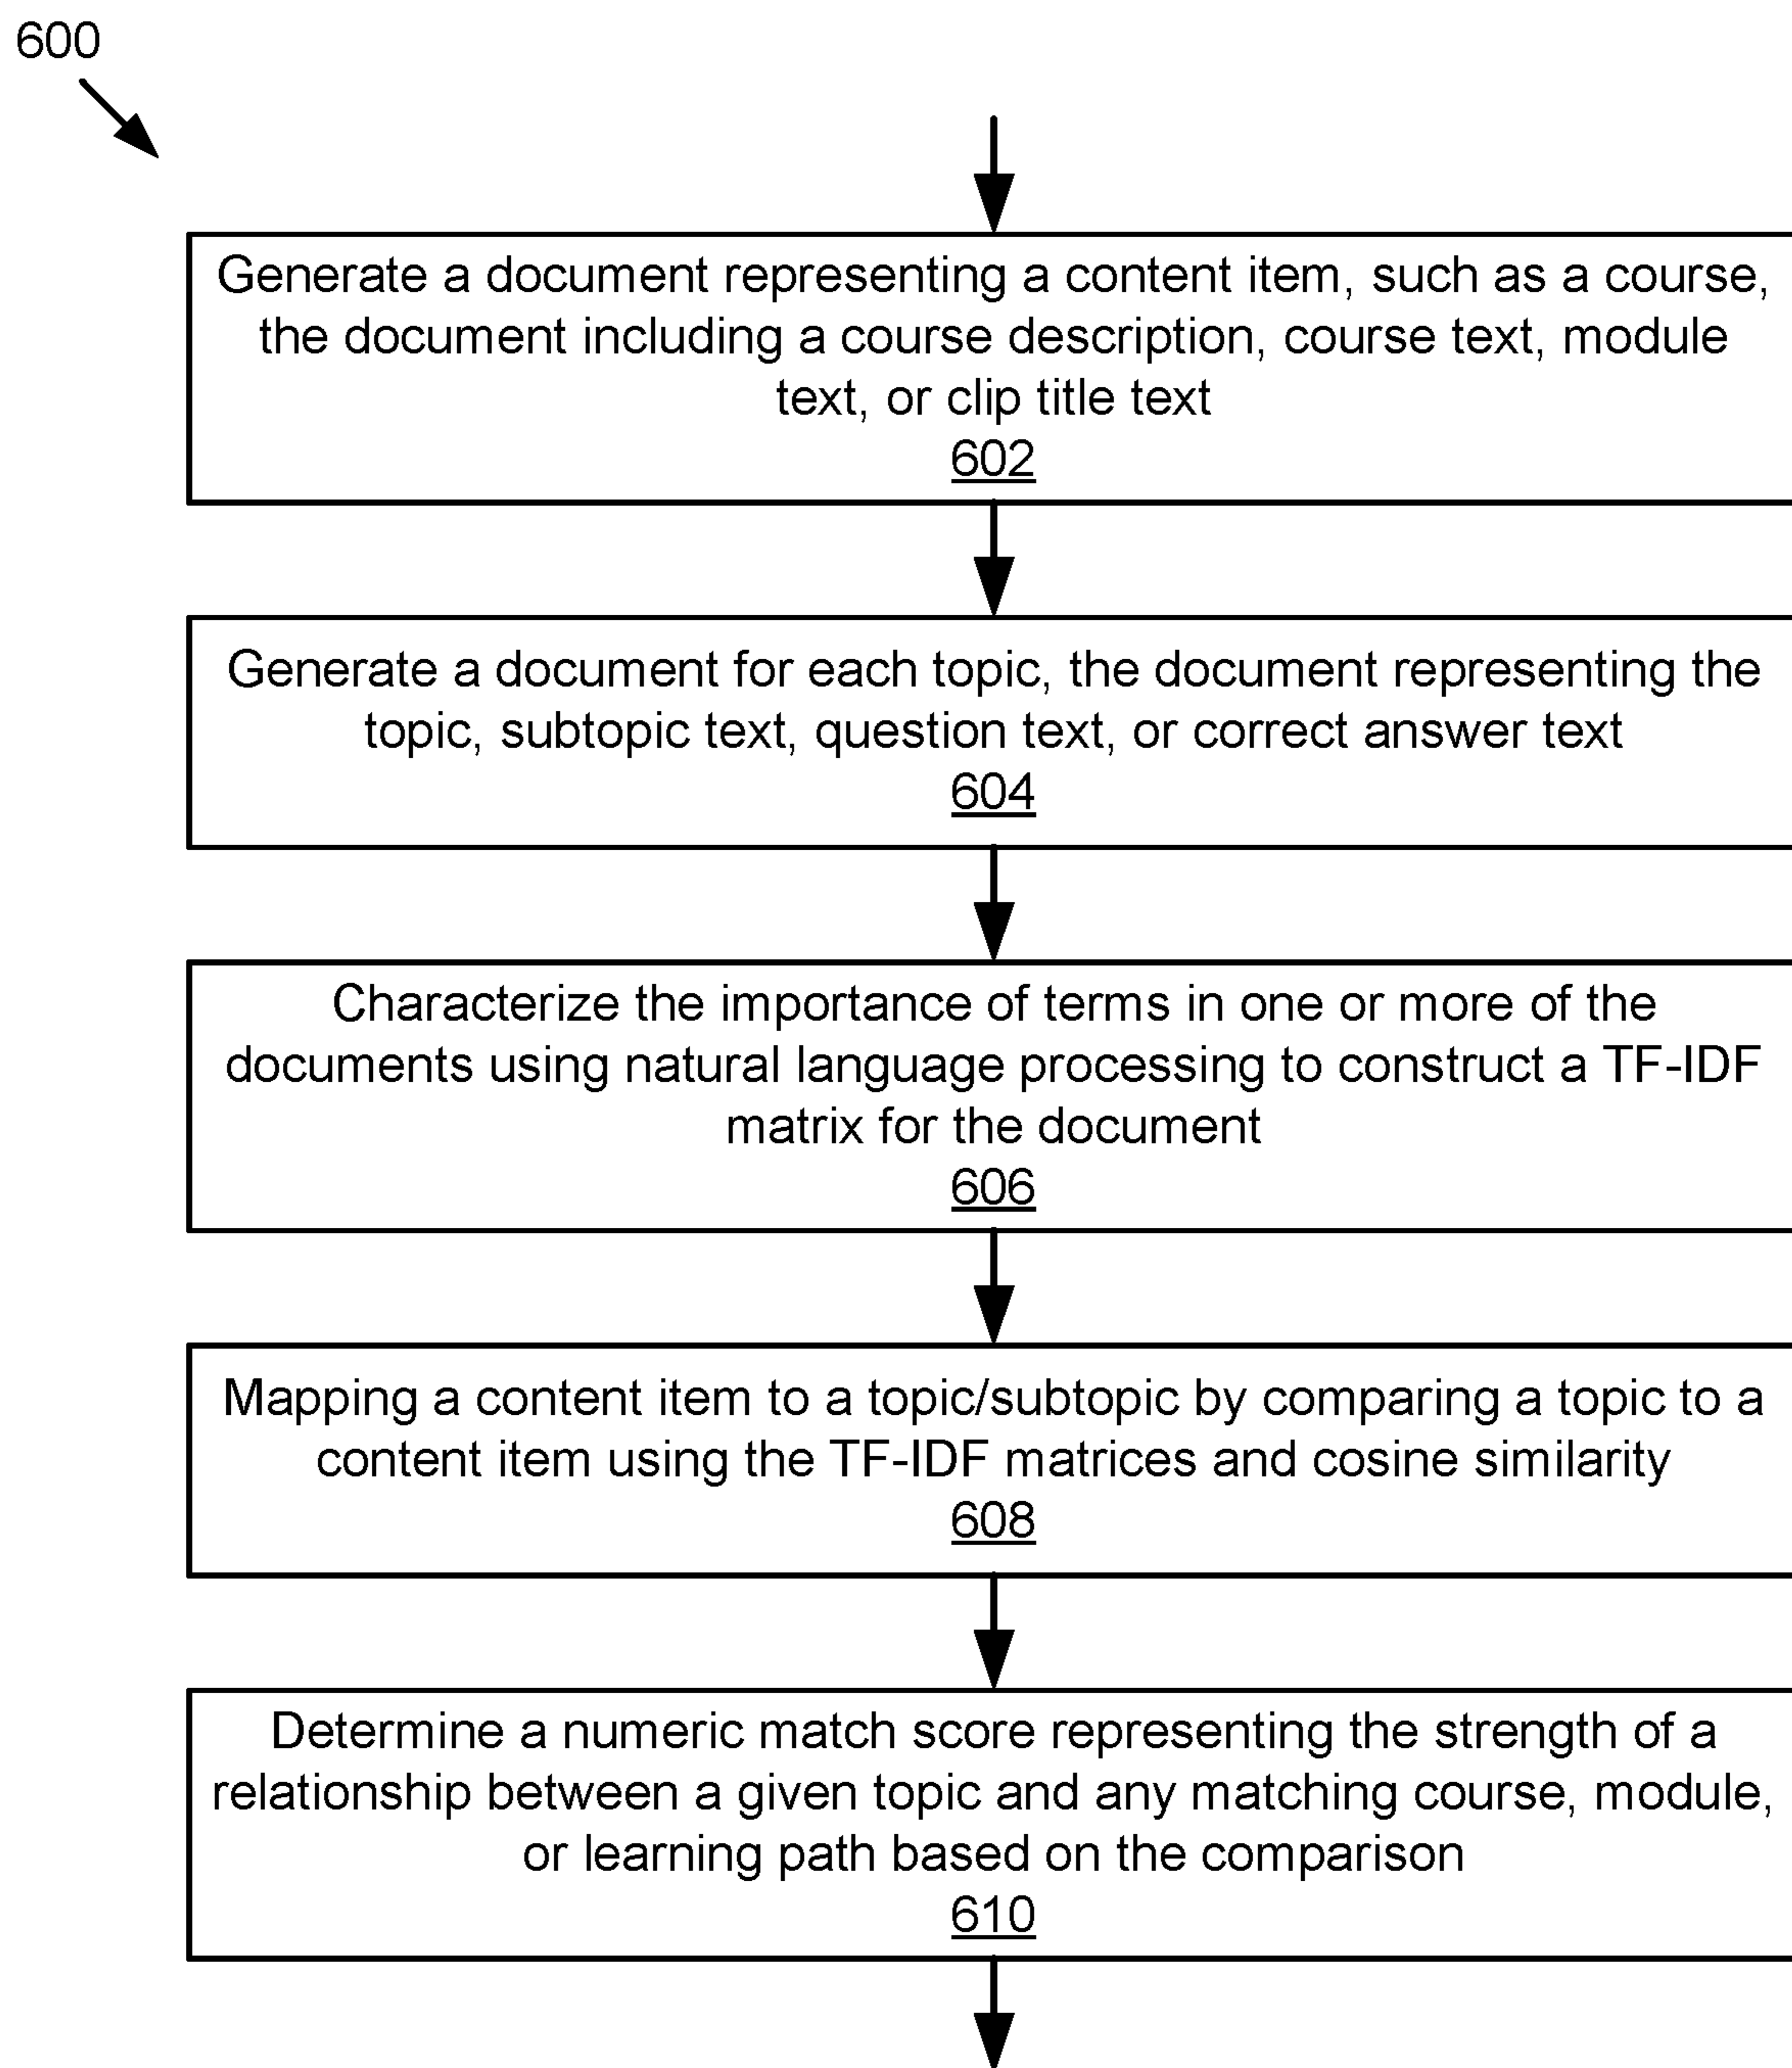 600
Generate a document representing a content item, such as a course,
the document including a course description, course text, module
text, or clip title text
602
Generate a document for each topic, the document representing the
topic, subtopic text, question text, or correct answer text
604
Characterize the importance of terms in one or more of the
documents using natural language processing to construct a TF-IDF
matrix for the document
606
Mapping a content item to a topic/subtopic by comparing a topic to a
content item using the TF-IDF matrices and cosine similarity
608
Determine a numeric match score representing the strength of a
relationship between a given topic and any matching course, module,
or learning path based on the comparison
610